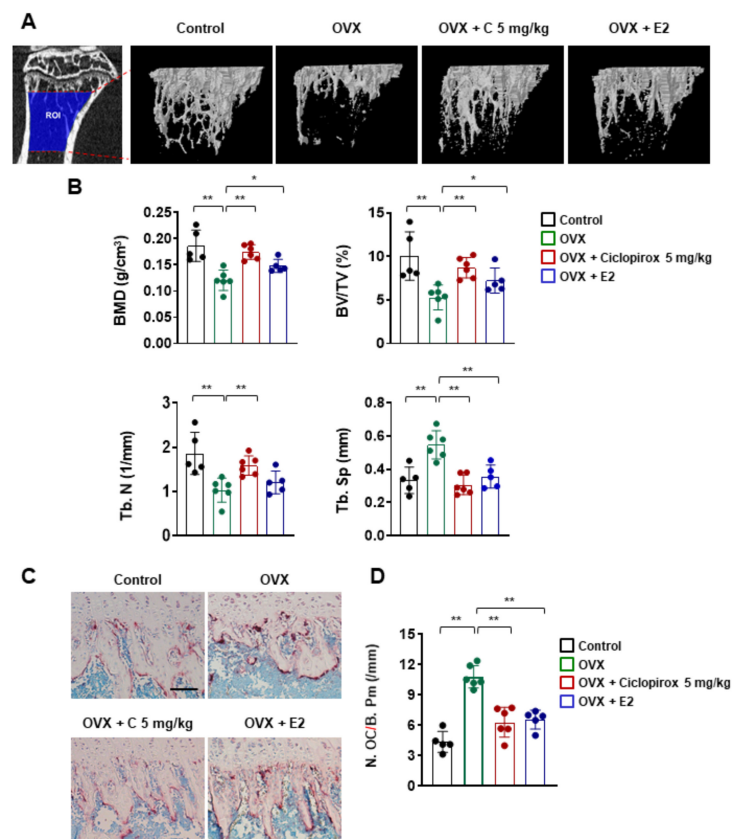 A
Control
OVX
OVX + C 5 mg/kg
OVX + E2
ROI
B
*
** **
BMD (g/cm³)
0.25
0.20
0.15
0.10
0.05
0.00
*
** **
BV/TV (%)
15
10
5
0
Control
OVX
OVX + Ciclopirox 5 mg/kg
OVX + E2
** **
Tb. N (1/mm)
3
2
1
0
**
** **
Tb. Sp (mm)
0.8
0.6
0.4
0.2
0.0
C
Control
OVX
OVX + C 5 mg/kg
OVX + E2
D
**
** **
N. OC/B. Pm (/mm)
15
12
9
6
3
0
Control
OVX
OVX + Ciclopirox 5 mg/kg
OVX + E2